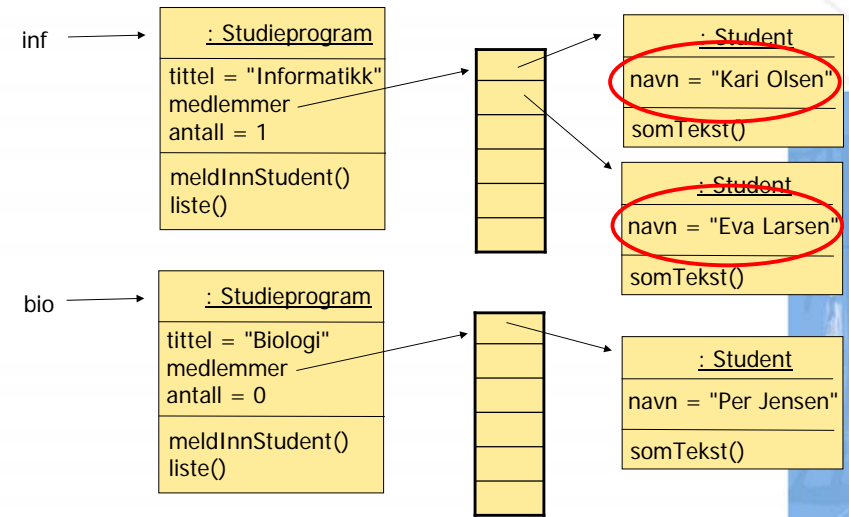 inf
: Studieprogram
tittel = "Informatikk"
medlemmer
antall = 1
meldInnStudent()
liste()
: Student
navn = "Kari Olsen"
somTekst()
: Student
navn = "Eva Larsen"
somTekst()
bio
: Studieprogram
tittel = "Biologi"
medlemmer
antall = 0
meldInnStudent()
liste()
: Student
navn = "Per Jensen"
somTekst()